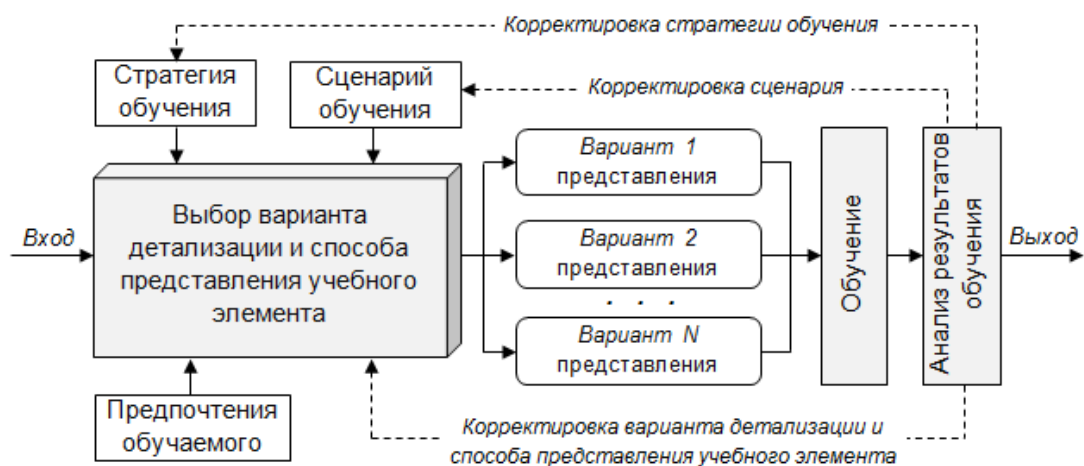 Корректировка стратегии обучения
Стратегия
обучения
Сценарий
обучения
Корректировка сценария
Вариант 1
представления
Вход
Выбор варианта
детализации и способа
представления учебного
элемента
Вариант 2
представления
. . .
Вариант N
представления
Обучение
Анализ результатов
обучения
Выход
Предпочтения
обучаемого
Корректировка варианта детализации и
способа представления учебного элемента